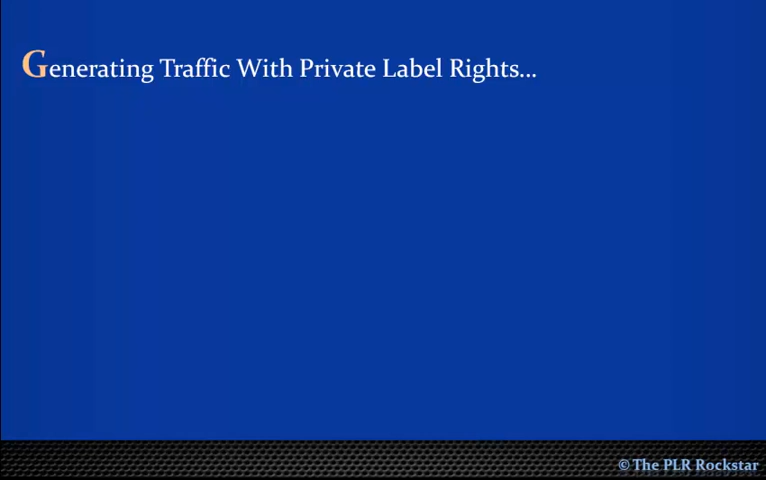 Generating Traffic With Private Label Rights...
© The PLR Rockstar